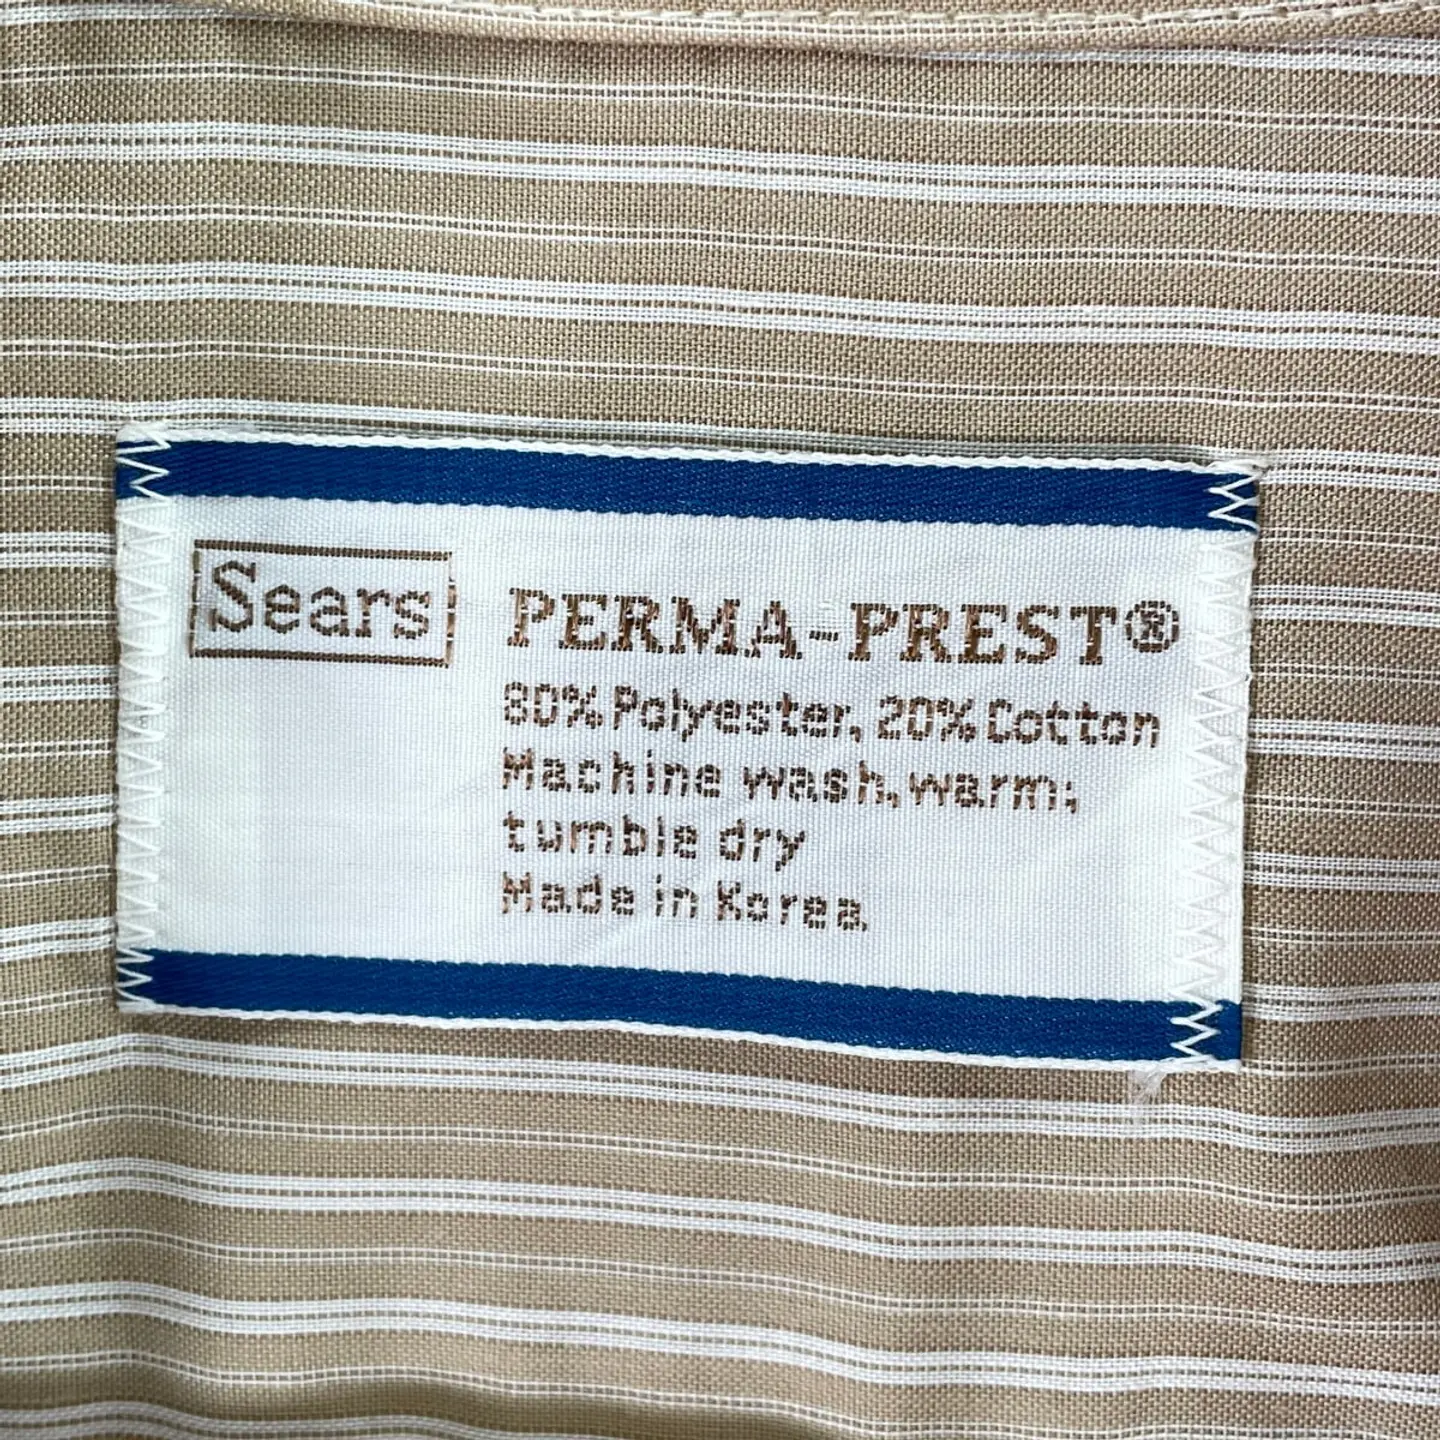 Sears
PERMA-PREST®
80% Polyester, 20% Cotton
Machine wash, warm;
tumble dry
Made in Korea.